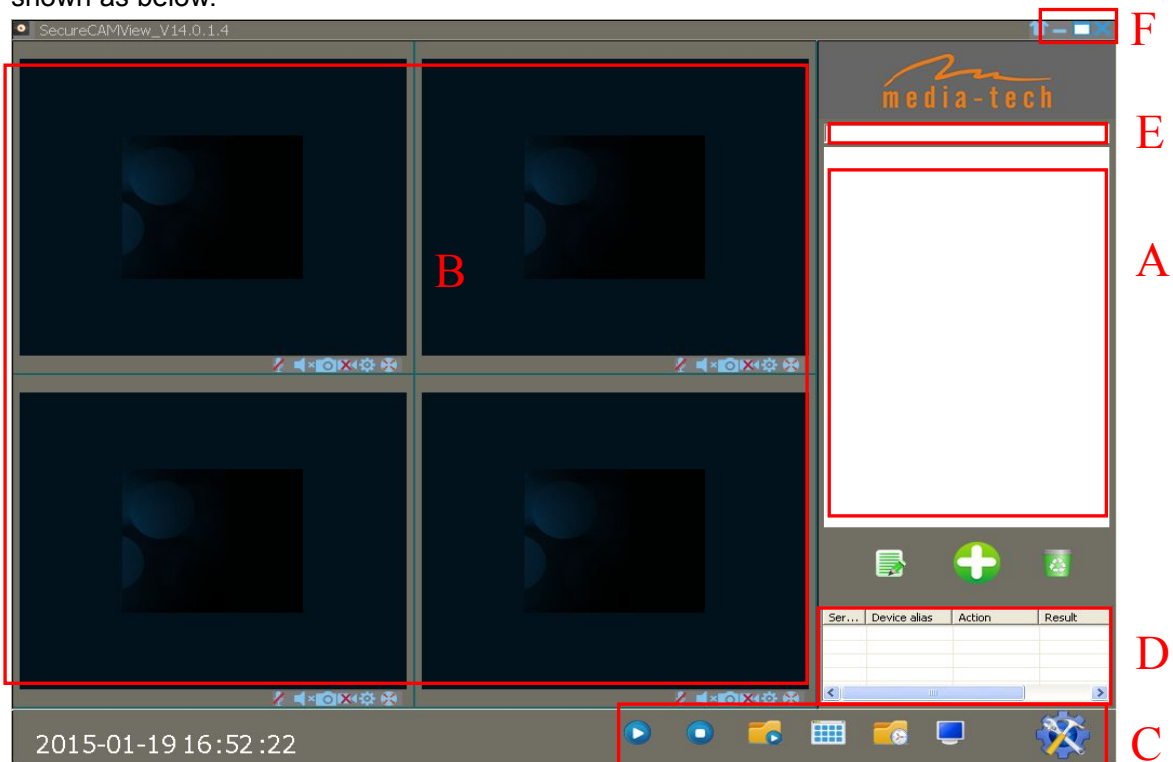 shown as below:
SecureCAMView_V14.0.1.4
F
media-tech
E
A
B
Ser... Device alias Action Result
D
2015-01-19 16:52:22
C